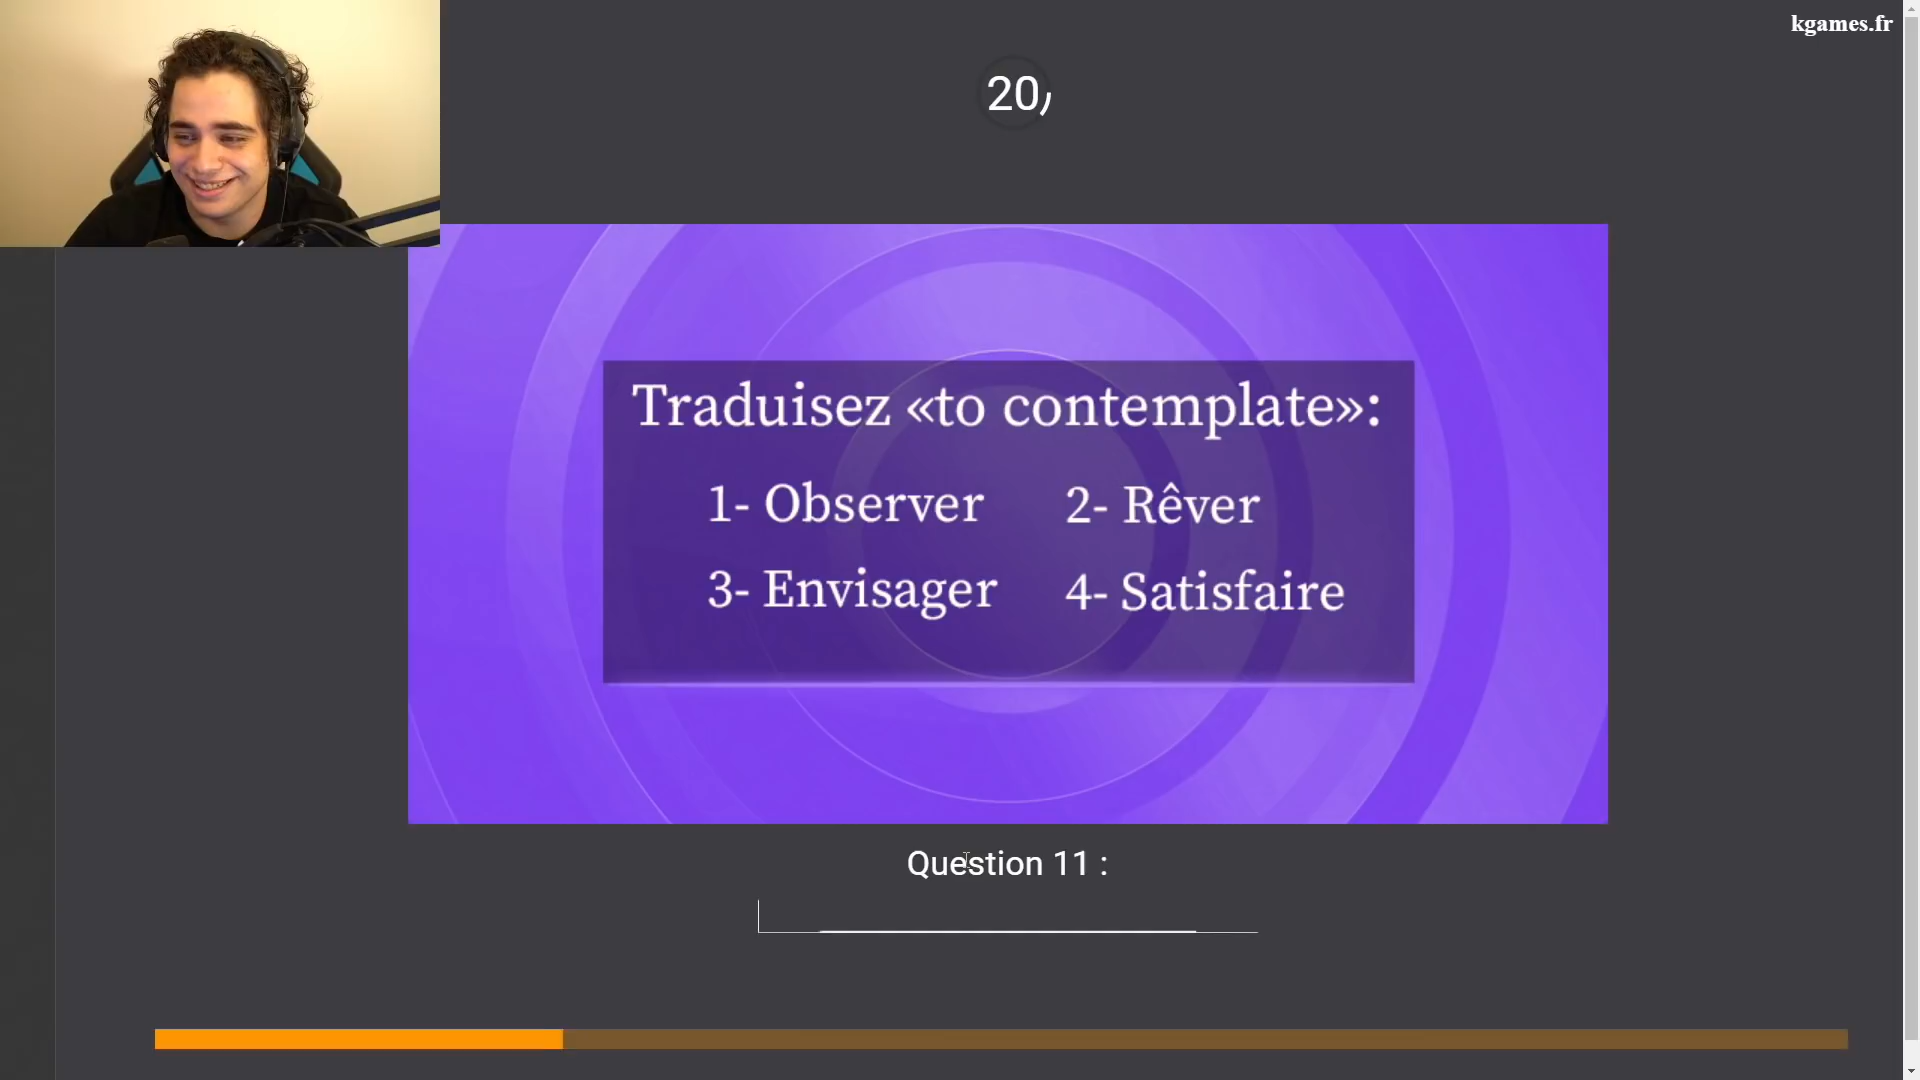 kgames.fr
20
Traduisez «to contemplate»:
1- Observer 2- Rêver
3- Envisager 4- Satisfaire
Question 11 :